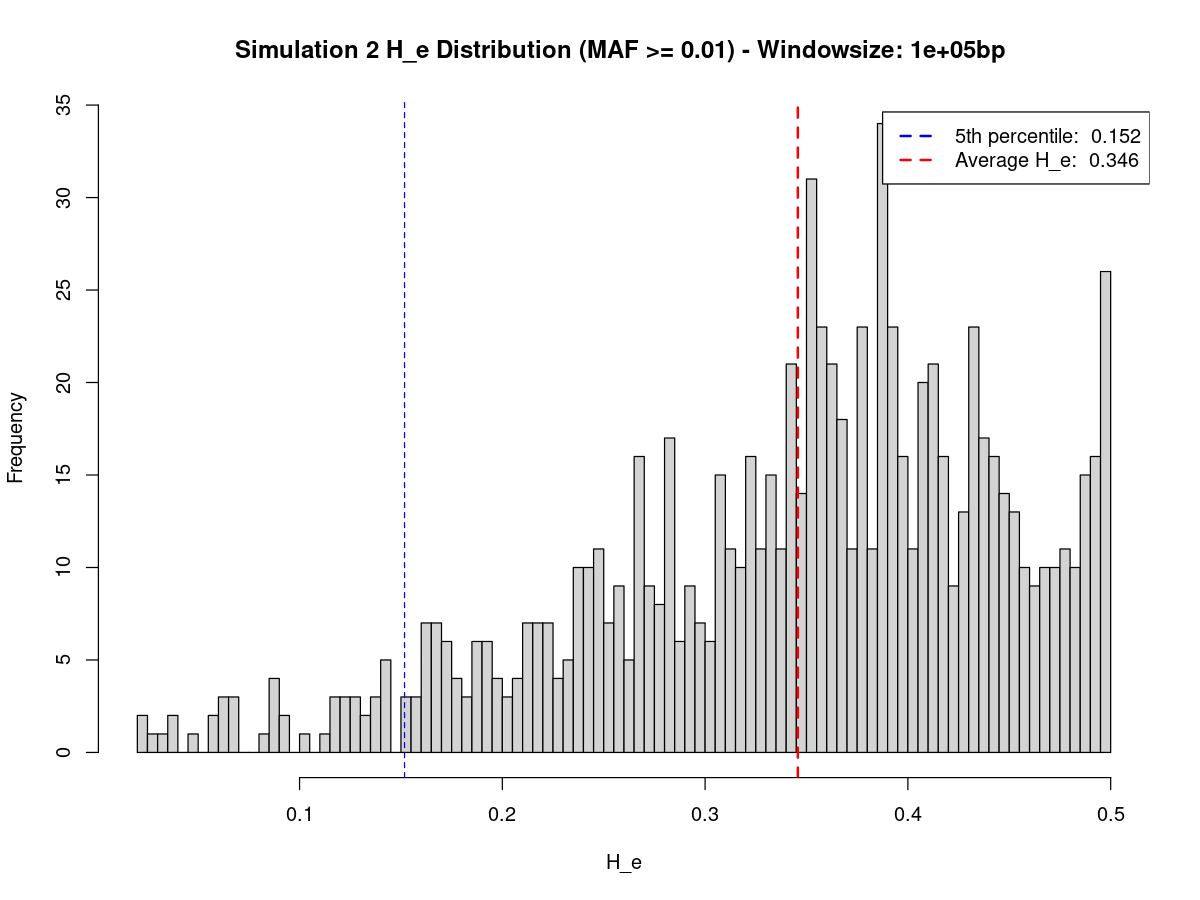 Simulation 2 H_e Distribution (MAF >= 0.01) - Windowsize: 1e+05bp
5th percentile: 0.152
Average H_e: 0.346
Frequency
35
30
25
20
15
10
5
0
0.1 0.2 0.3 0.4 0.5
H_e